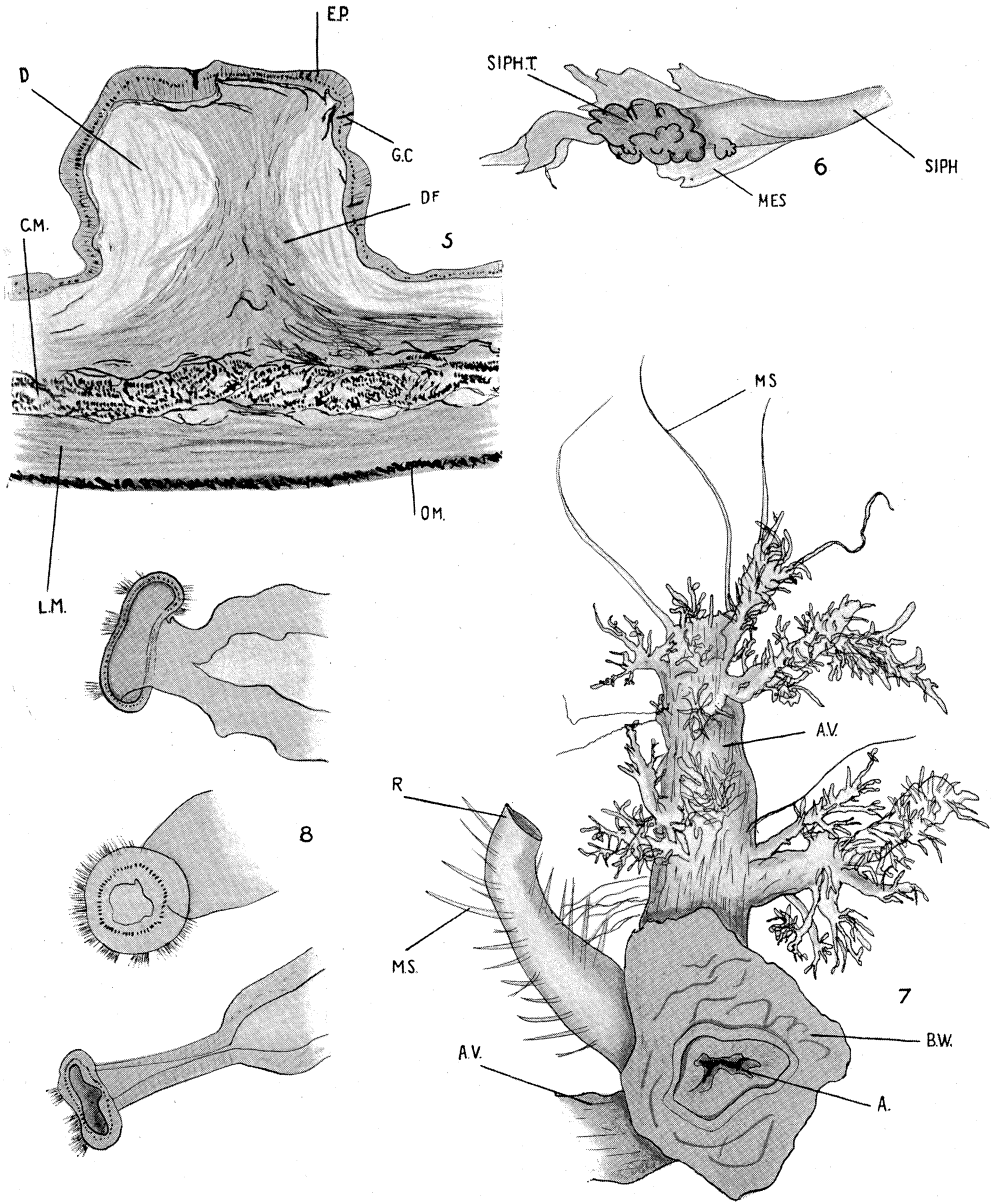 E.P.
D
G.C
DF
C.M.
5
O.M.
L.M.
SIPH.T.
SIPH
MES
6
MS
A.V.
R
M.S.
A.V.
7
B.W.
A.
8